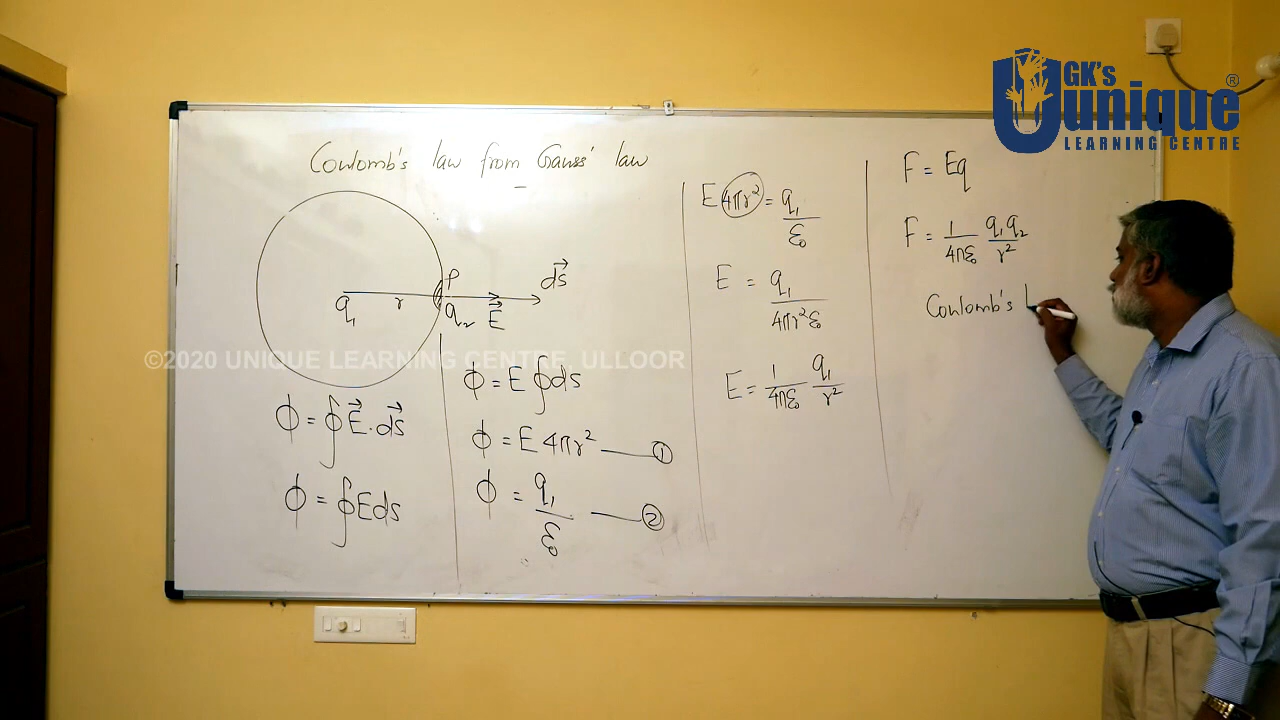 GK's
unique®
LEARNING CENTRE
Coulomb's law from Gauss' law
P
ds⃗
q₁ r q₂ E⃗
©2020 UNIQUE LEARNING CENTRE, ULLOOR
ϕ = ∮E⃗.ds⃗
ϕ = ∮Eds
ϕ = E∮ds
ϕ = E 4πr² —— ①
ϕ = q₁/ε₀ —— ②
E 4πr² = q₁/ε₀
E = q₁/4πr²ε₀
E = 1/4πε₀ q₁/r²
F = Eq
F = 1/4πε₀ q₁q₂/r²
Coulomb's l